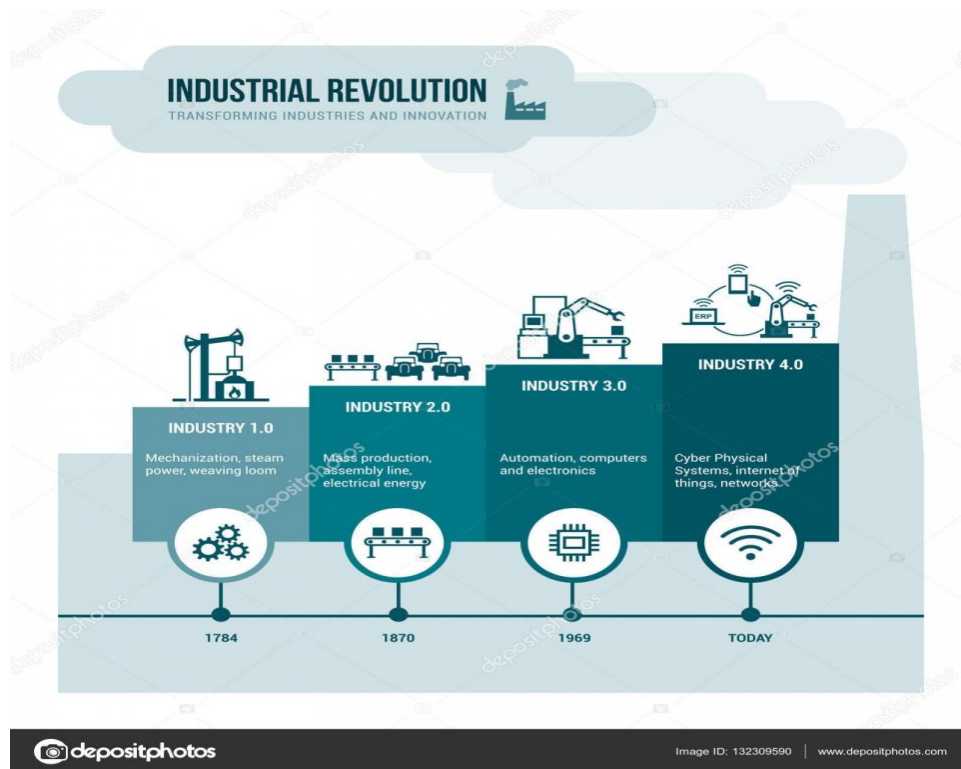 INDUSTRIAL REVOLUTION
TRANSFORMING INDUSTRIES AND INNOVATION
ERP
INDUSTRY 1.0
Mechanization, steam
power, weaving loom
INDUSTRY 2.0
Mass production,
assembly line,
electrical energy
INDUSTRY 3.0
Automation, computers
and electronics
INDUSTRY 4.0
Cyber Physical
Systems, internet of
things, networks
1784
1870
1969
TODAY
depositphotos
Image ID: 132309590 | www.depositphotos.com